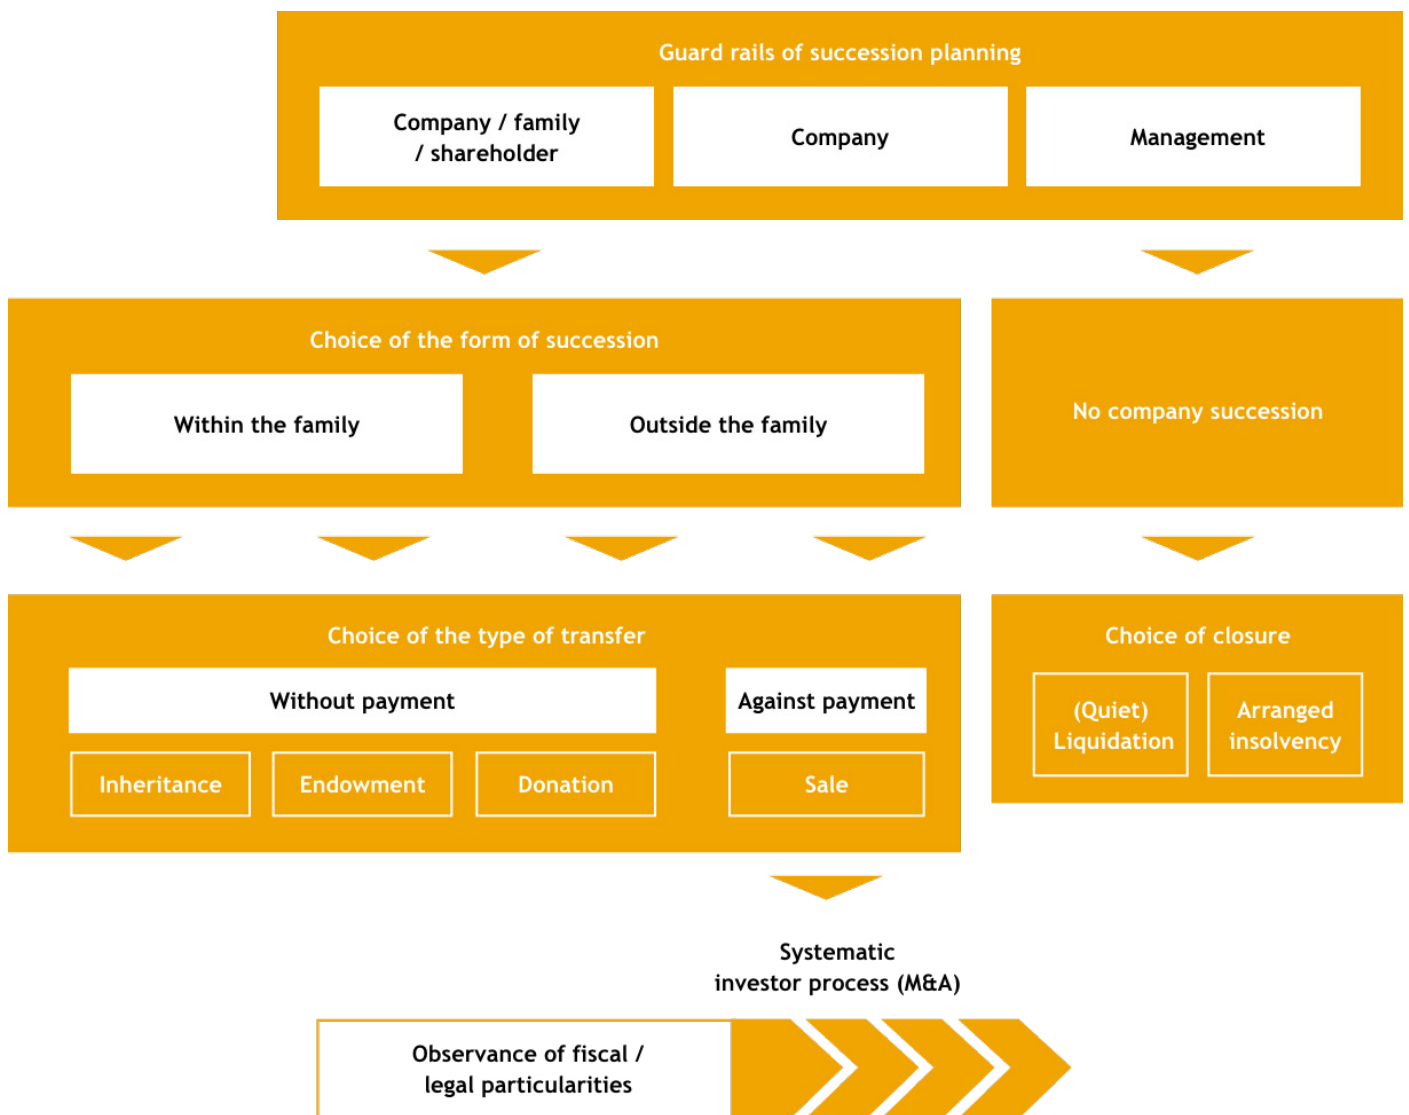 Guard rails of succession planning
Company / family
/ shareholder
Company
Management
Choice of the form of succession
Within the family
Outside the family
No company succession
Choice of the type of transfer
Without payment
Against payment
Inheritance
Endowment
Donation
Sale
Choice of closure
(Quiet)
Liquidation
Arranged
insolvency
Systematic
investor process (M&A)
Observance of fiscal /
legal particularities